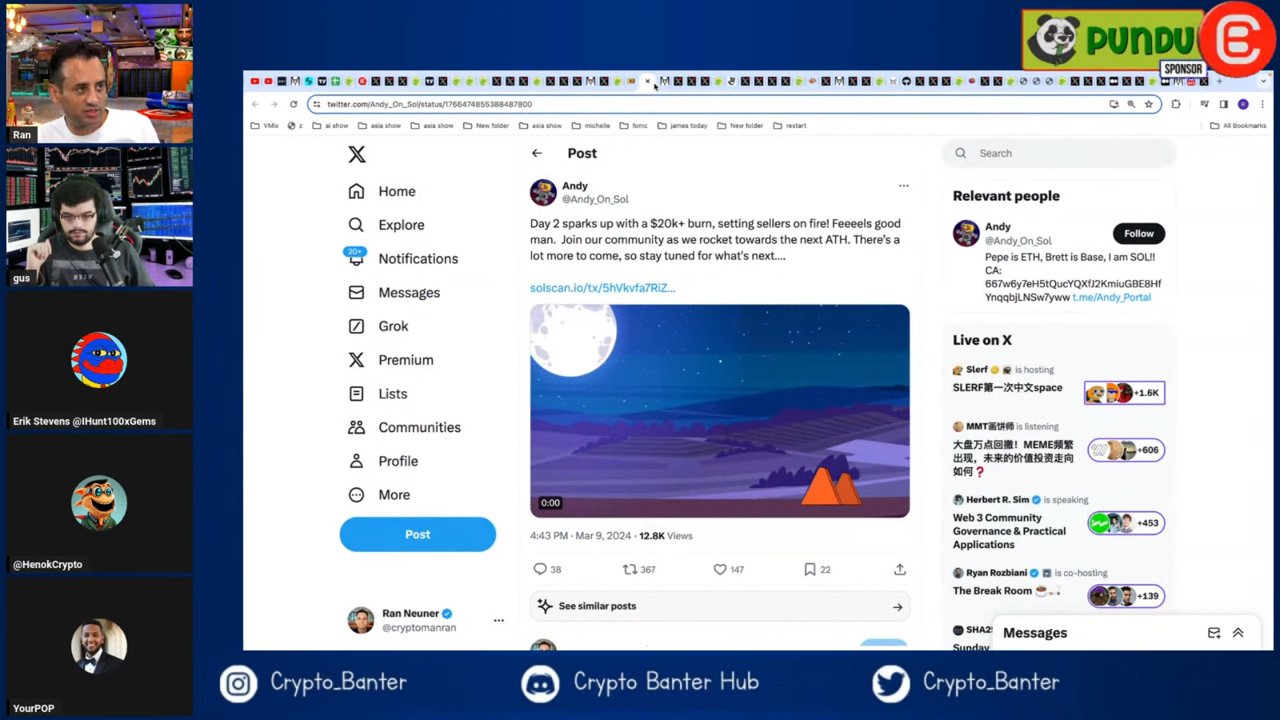 PUNDU
SPONSOR
Ran
gus
Erik Stevens @IHunt100xGems
@HenokCrypto
YourPOP
twitter.com/Andy_On_Sol/status/1766474855388487800
VMix
z
ai show
asia show
asia show
New folder
asia show
michelle
fomc
james today
New folder
restart
All Bookmarks
Home
Explore
20+
Notifications
Messages
Grok
Premium
Lists
Communities
Profile
More
Post
Ran Neuner
@cryptomanran
Post
Andy
@Andy_On_Sol
Day 2 sparks up with a $20k+ burn, setting sellers on fire! Feeeels good
man. Join our community as we rocket towards the next ATH. There's a
lot more to come, so stay tuned for what's next....
solscan.io/tx/5hVkvfa7RiZ...
0:00
4:43 PM · Mar 9, 2024 · 12.8K Views
38 367 147 22
See similar posts
Search
Relevant people
Andy
@Andy_On_Sol
Follow
Pepe is ETH, Brett is Base, I am SOL!!
CA:
667w6y7eH5tQucYQXfJ2KmiuGBE8Hf
YnqqbjLNSw7yww t.me/Andy_Portal
Live on X
Slerf is hosting
SLERF第一次中文space
+1.6K
MMT画饼师 is listening
大盘万点回撤！MEME频繁
出现，未来的价值投资走向
如何？
+606
Herbert R. Sim is speaking
Web 3 Community
Governance & Practical
Applications
+453
Ryan Rozbiani is co-hosting
The Break Room
+139
Sunday
Messages
Crypto_Banter
Crypto Banter Hub
Crypto_Banter